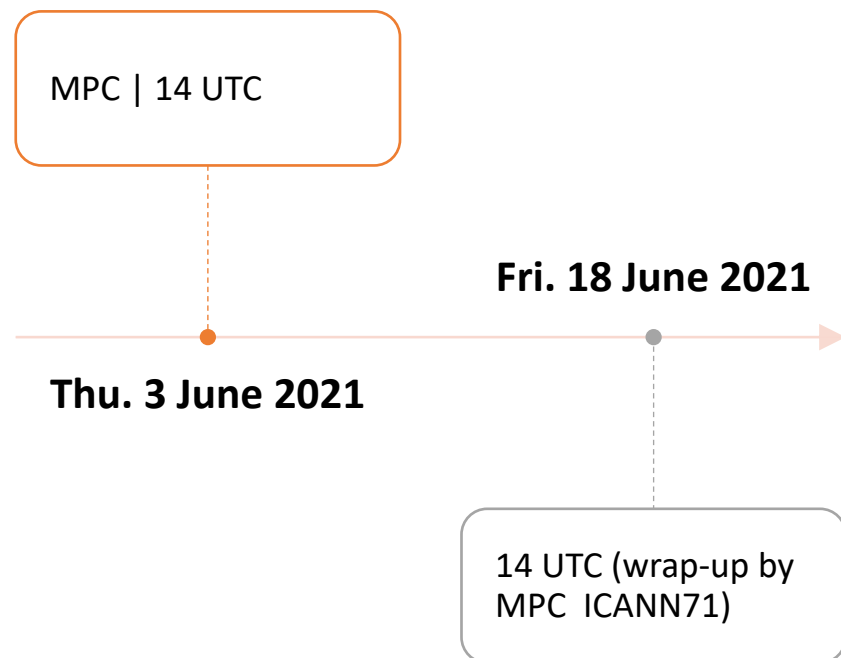 MPC | 14 UTC
Fri. 18 June 2021
Thu. 3 June 2021
14 UTC (wrap-up by
MPC  ICANN71)